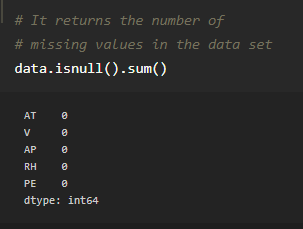 # It returns the number of
# missing values in the data set
data.isnull().sum()
AT 0
V 0
AP 0
RH 0
PE 0
dtype: int64